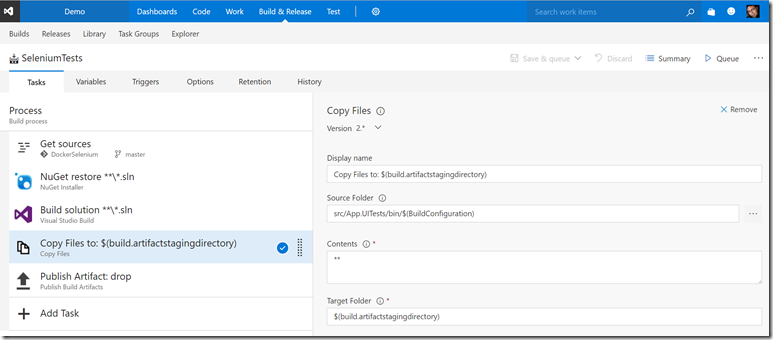 Demo Dashboards Code Work Build & Release Test Search work items
Builds Releases Library Task Groups Explorer
SeleniumTests Save & queue Discard Summary Queue ...
Tasks Variables Triggers Options Retention History
Process
Build process
Get sources
DockerSelenium master
NuGet restore **\*.sln
NuGet Installer
Build solution **\*.sln
Visual Studio Build
Copy Files to: $(build.artifactstagingdirectory)
Copy Files
Publish Artifact: drop
Publish Build Artifacts
Add Task
Copy Files Remove
Version 2.*
Display name
Copy Files to: $(build.artifactstagingdirectory)
Source Folder
src/App.UITests/bin/$(BuildConfiguration)
...
Contents *
**
Target Folder *
$(build.artifactstagingdirectory)